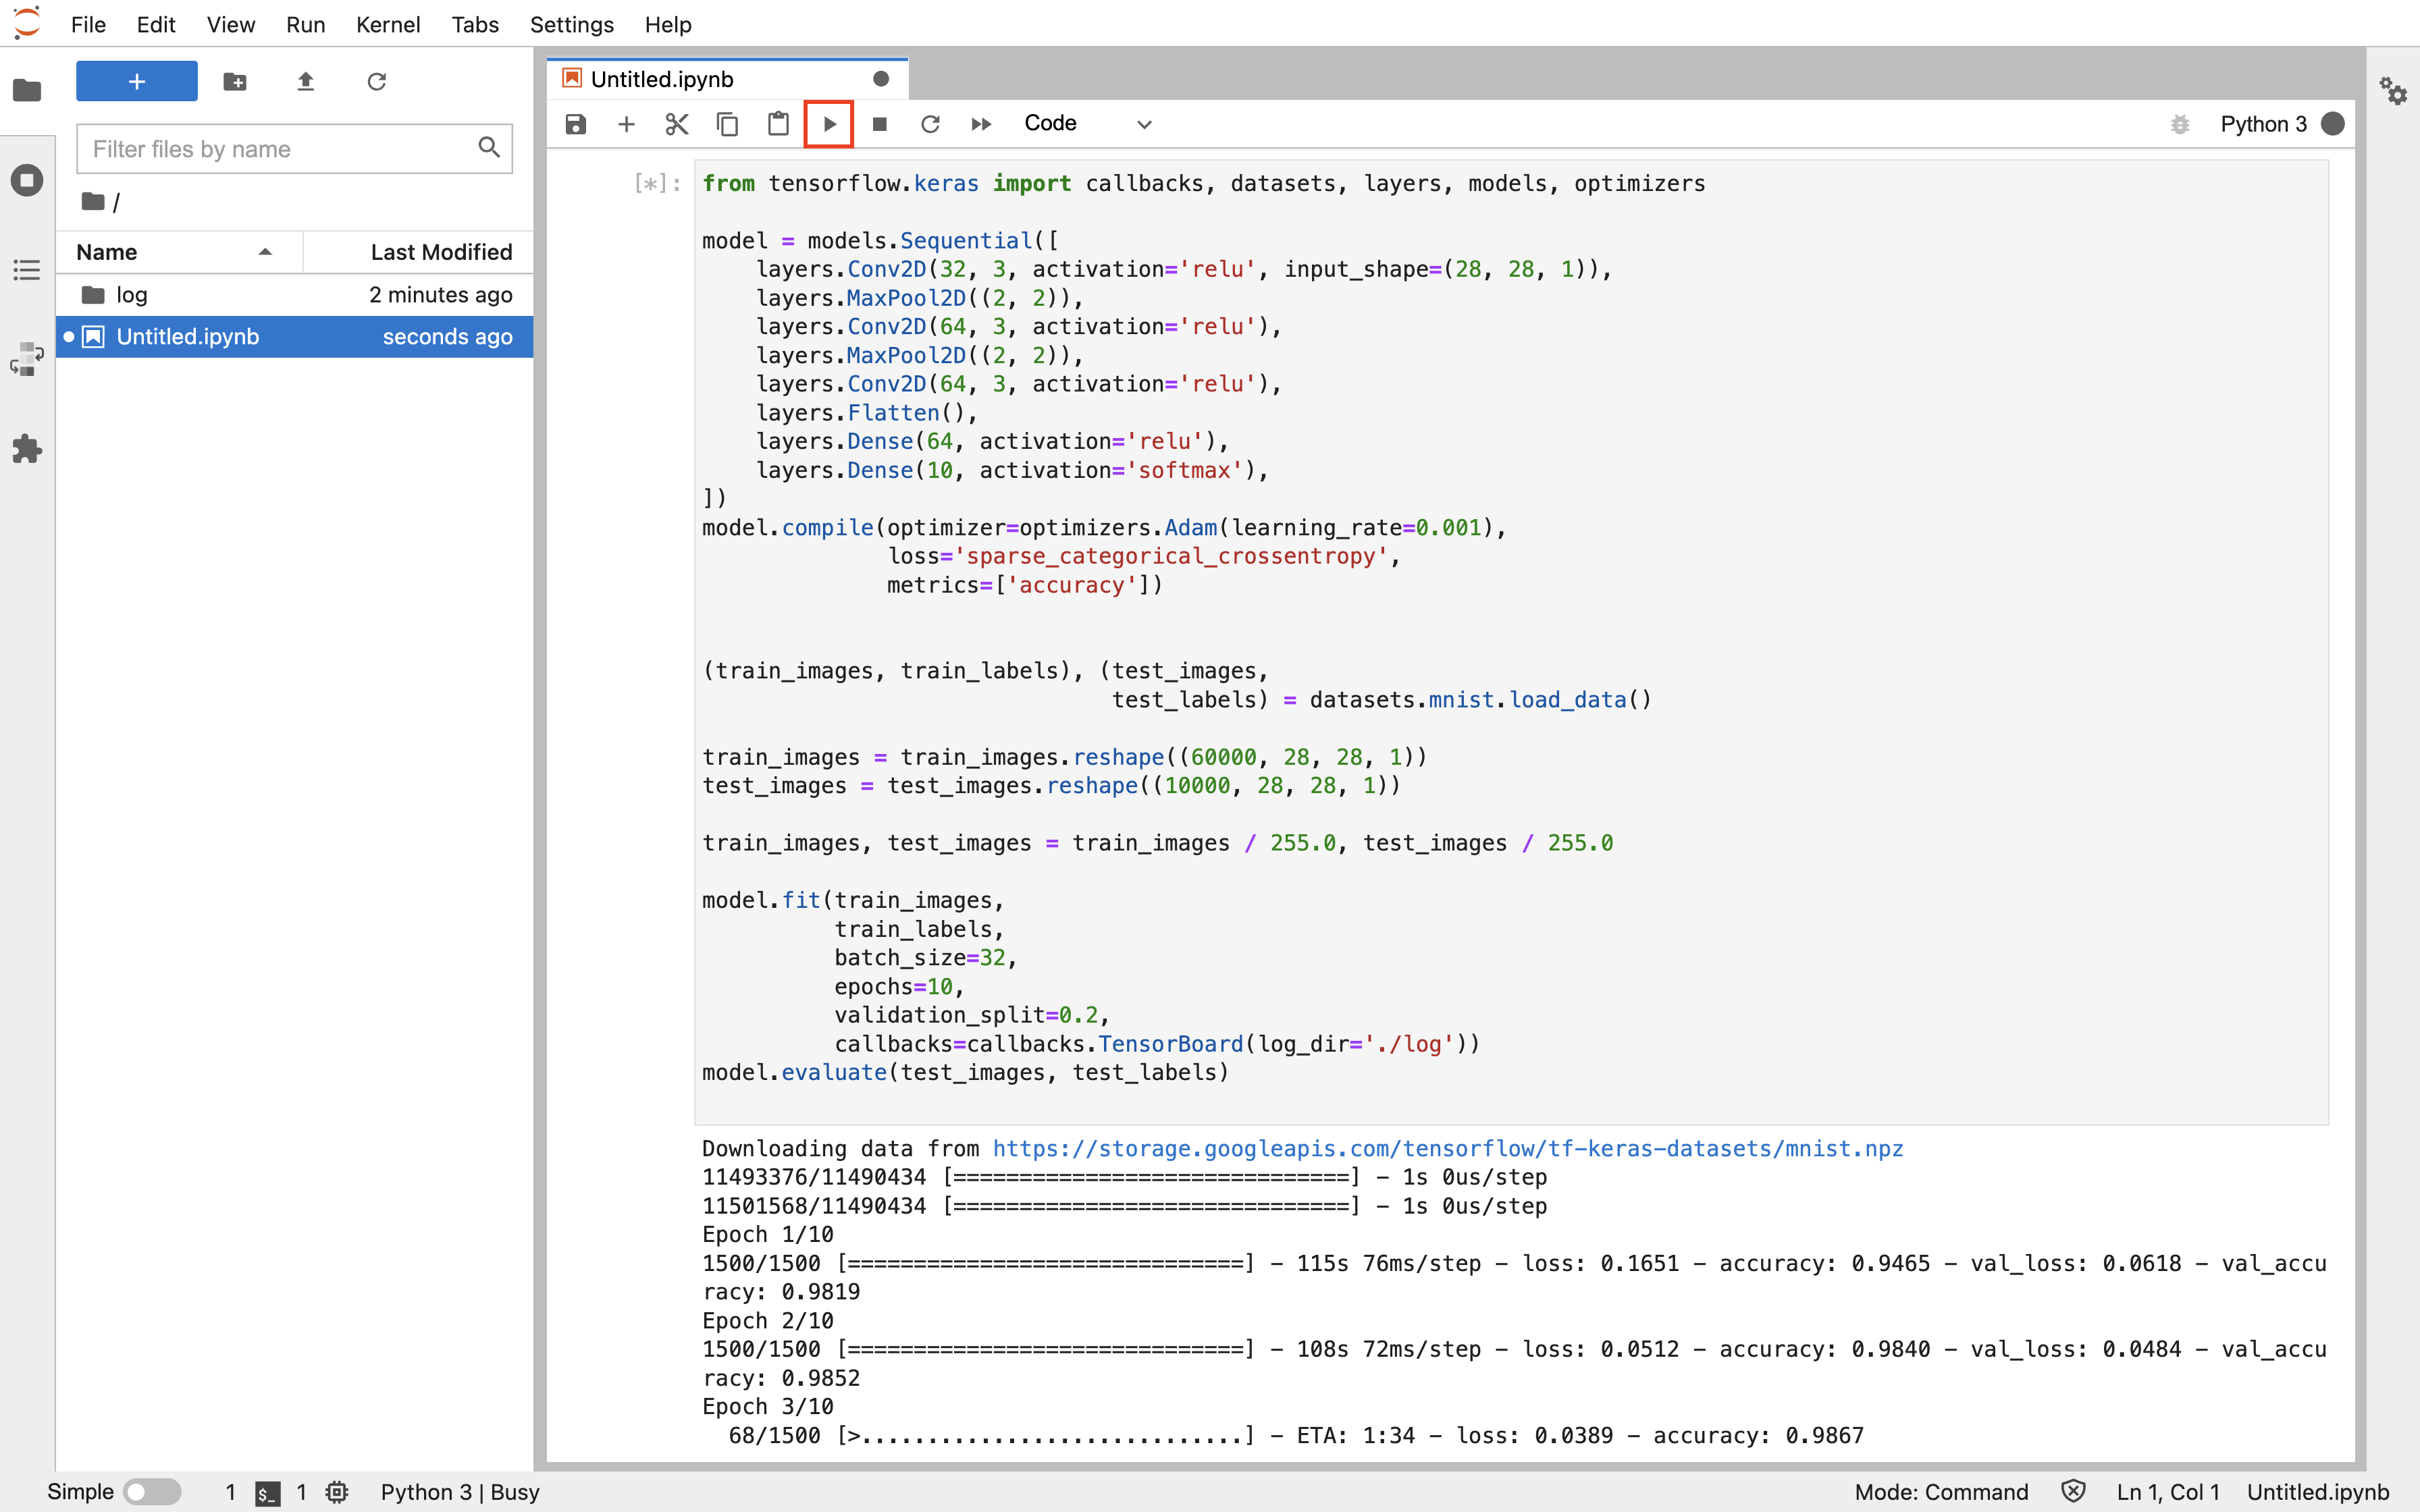 File Edit View Run Kernel Tabs Settings Help
+
Filter files by name
/
Name Last Modified
log 2 minutes ago
Untitled.ipynb seconds ago
Untitled.ipynb
Code Python 3
[*]: from tensorflow.keras import callbacks, datasets, layers, models, optimizers
model = models.Sequential([
    layers.Conv2D(32, 3, activation='relu', input_shape=(28, 28, 1)),
    layers.MaxPool2D((2, 2)),
    layers.Conv2D(64, 3, activation='relu'),
    layers.MaxPool2D((2, 2)),
    layers.Conv2D(64, 3, activation='relu'),
    layers.Flatten(),
    layers.Dense(64, activation='relu'),
    layers.Dense(10, activation='softmax'),
])
model.compile(optimizer=optimizers.Adam(learning_rate=0.001),
              loss='sparse_categorical_crossentropy',
              metrics=['accuracy'])
(train_images, train_labels), (test_images,
                               test_labels) = datasets.mnist.load_data()
train_images = train_images.reshape((60000, 28, 28, 1))
test_images = test_images.reshape((10000, 28, 28, 1))
train_images, test_images = train_images / 255.0, test_images / 255.0
model.fit(train_images,
          train_labels,
          batch_size=32,
          epochs=10,
          validation_split=0.2,
          callbacks=callbacks.TensorBoard(log_dir='./log'))
model.evaluate(test_images, test_labels)
Downloading data from https://storage.googleapis.com/tensorflow/tf-keras-datasets/mnist.npz
11493376/11490434 [==============================] - 1s 0us/step
11501568/11490434 [==============================] - 1s 0us/step
Epoch 1/10
1500/1500 [==============================] - 115s 76ms/step - loss: 0.1651 - accuracy: 0.9465 - val_loss: 0.0618 - val_accu
racy: 0.9819
Epoch 2/10
1500/1500 [==============================] - 108s 72ms/step - loss: 0.0512 - accuracy: 0.9840 - val_loss: 0.0484 - val_accu
racy: 0.9852
Epoch 3/10
  68/1500 [>.............................] - ETA: 1:34 - loss: 0.0389 - accuracy: 0.9867
Simple 1 $_ 1 Python 3 | Busy Mode: Command Ln 1, Col 1 Untitled.ipynb